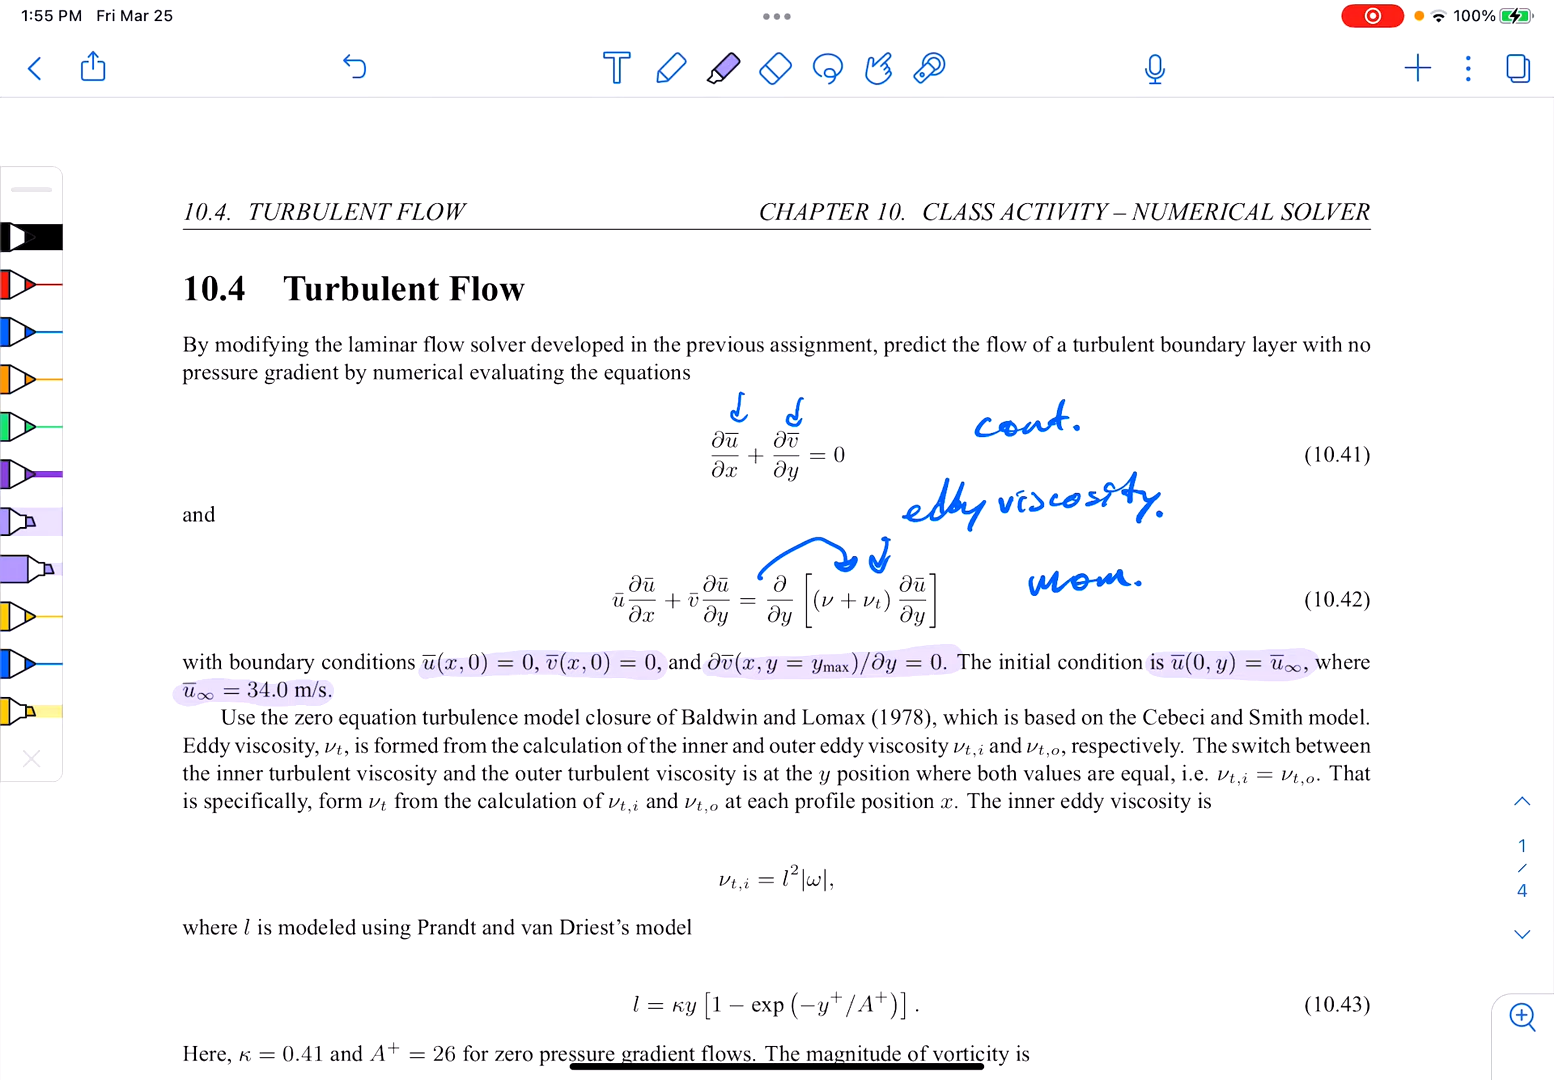 1:55 PM Fri Mar 25
100%
10.4. TURBULENT FLOW CHAPTER 10. CLASS ACTIVITY – NUMERICAL SOLVER
10.4 Turbulent Flow
By modifying the laminar flow solver developed in the previous assignment, predict the flow of a turbulent boundary layer with no
pressure gradient by numerical evaluating the equations
cont.
∂u̅/∂x + ∂v̅/∂y = 0 (10.41)
eddy viscosity.
and
mom.
u̅ ∂u̅/∂x + v̅ ∂u̅/∂y = ∂/∂y [(ν + νₜ) ∂u̅/∂y] (10.42)
with boundary conditions u̅(x, 0) = 0, v̅(x, 0) = 0, and ∂v̅(x, y = y_max)/∂y = 0. The initial condition is u̅(0, y) = u̅_∞, where
u̅_∞ = 34.0 m/s.
Use the zero equation turbulence model closure of Baldwin and Lomax (1978), which is based on the Cebeci and Smith model.
Eddy viscosity, νₜ, is formed from the calculation of the inner and outer eddy viscosity ν_{t,i} and ν_{t,o}, respectively. The switch between
the inner turbulent viscosity and the outer turbulent viscosity is at the y position where both values are equal, i.e. ν_{t,i} = ν_{t,o}. That
is specifically, form νₜ from the calculation of ν_{t,i} and ν_{t,o} at each profile position x. The inner eddy viscosity is
ν_{t,i} = l²|ω|,
where l is modeled using Prandt and van Driest's model
l = κy [1 − exp (−y⁺/A⁺)] . (10.43)
Here, κ = 0.41 and A⁺ = 26 for zero pressure gradient flows. The magnitude of vorticity is
1
/
4